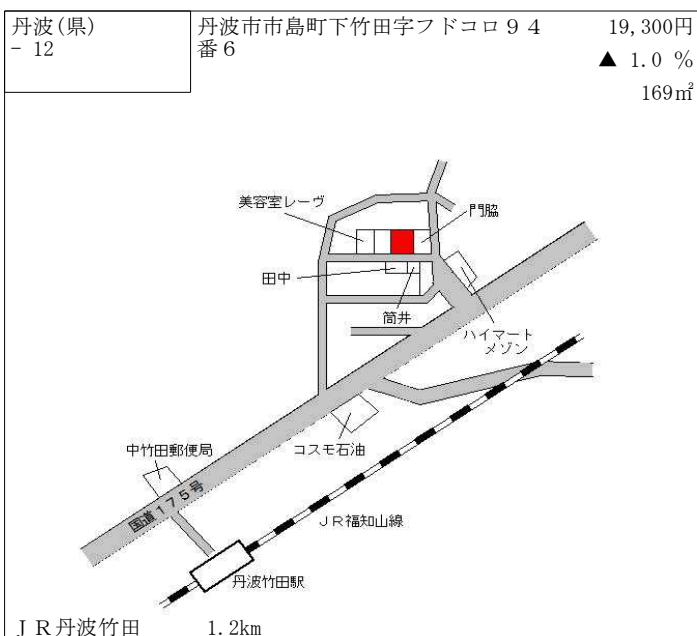 丹波(県)
- 12
丹波市市島町下竹田字フドコロ９４
番６
19,300円
▲ 1.0 %
169㎡
美容室レーヴ
門脇
田中
筒井
ハイマート
メゾン
中竹田郵便局
コスモ石油
国道１７５号
ＪＲ福知山線
丹波竹田駅
ＪＲ丹波竹田 1.2km